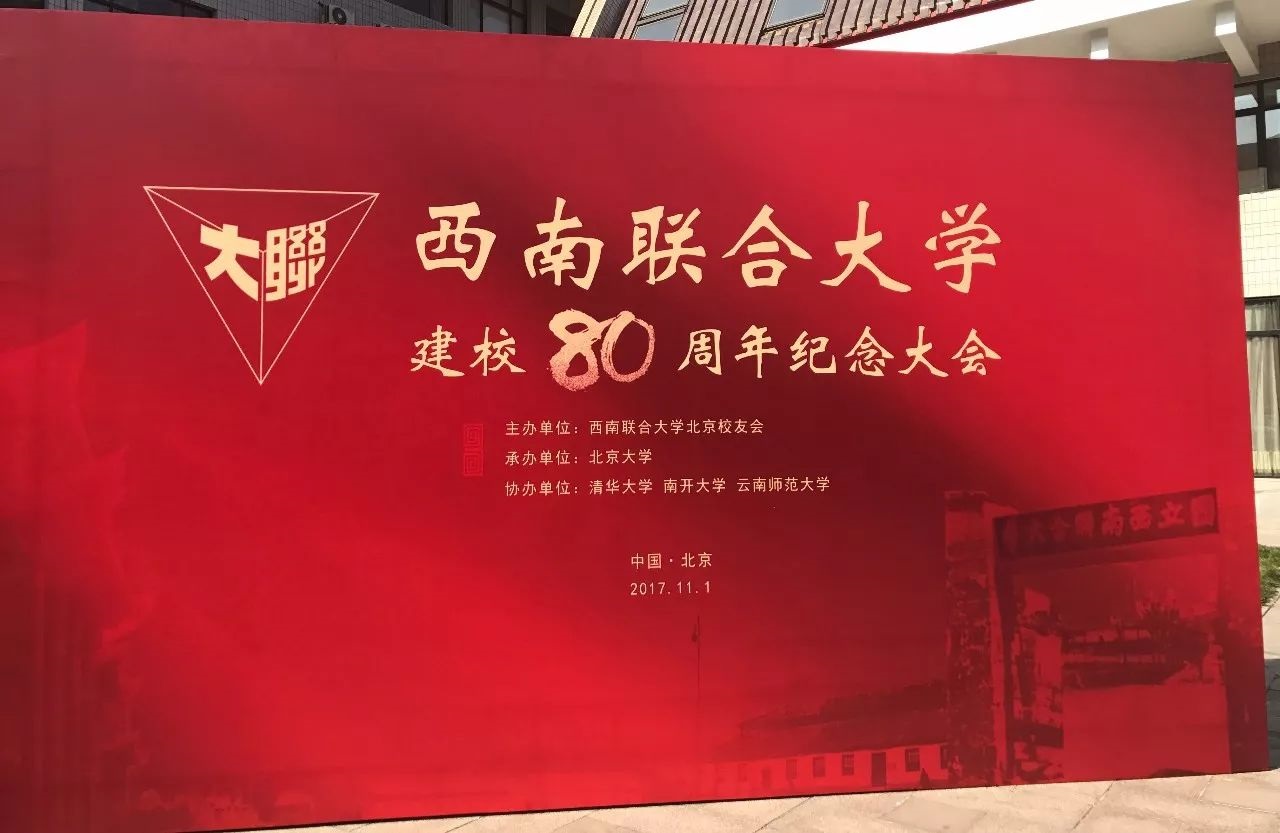 大聯
西南联合大学
建校80周年纪念大会
主办单位：西南联合大学北京校友会
承办单位：北京大学
协办单位：清华大学 南开大学 云南师范大学
中国·北京
2017.11.1